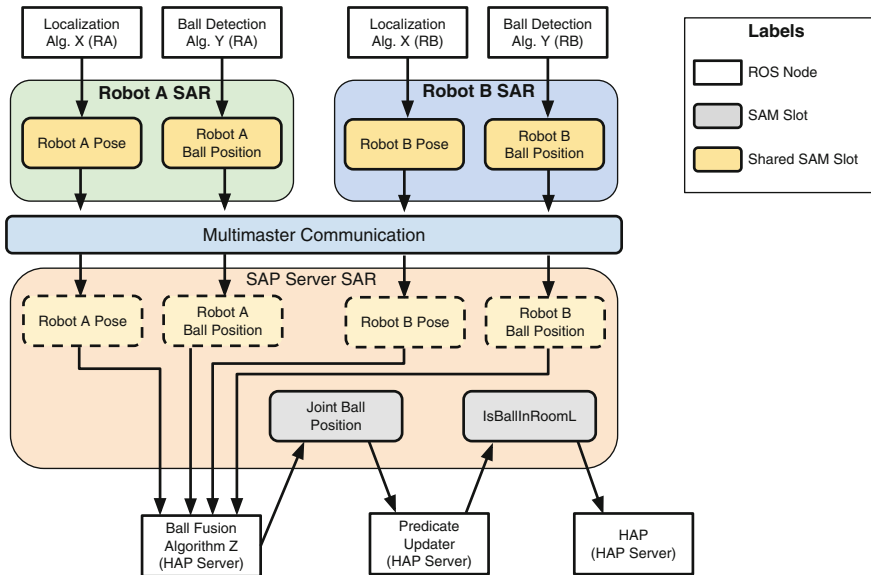 Localization
Alg. X (RA)
Ball Detection
Alg. Y (RA)
Localization
Alg. X (RB)
Ball Detection
Alg. Y (RB)
Robot A SAR
Robot A Pose
Robot A
Ball Position
Robot B SAR
Robot B Pose
Robot B
Ball Position
Multimaster Communication
SAP Server SAR
Robot A Pose
Robot A
Ball Position
Robot B Pose
Robot B
Ball Position
Joint Ball
Position
IsBallInRoomL
Ball Fusion
Algorithm Z
(HAP Server)
Predicate
Updater
(HAP Server)
HAP
(HAP Server)
Labels
ROS Node
SAM Slot
Shared SAM Slot